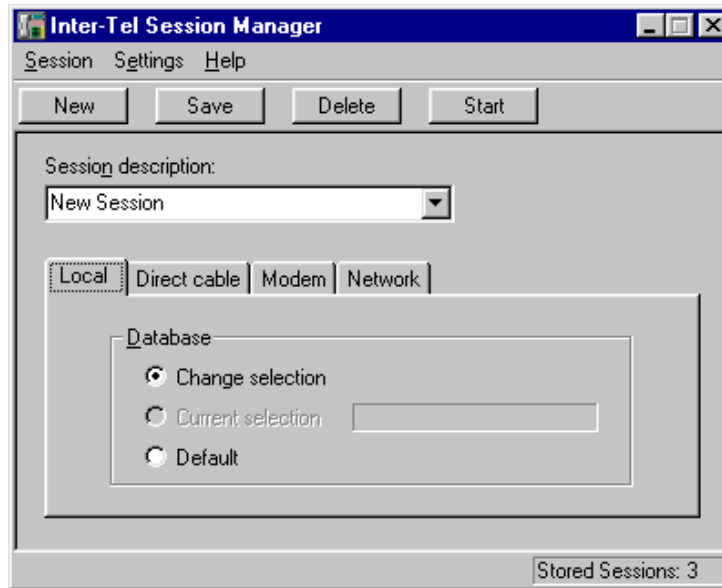 Inter-Tel Session Manager
Session Settings Help
New Save Delete Start
Session description:
New Session
Local Direct cable Modem Network
Database
Change selection
Current selection
Default
Stored Sessions: 3